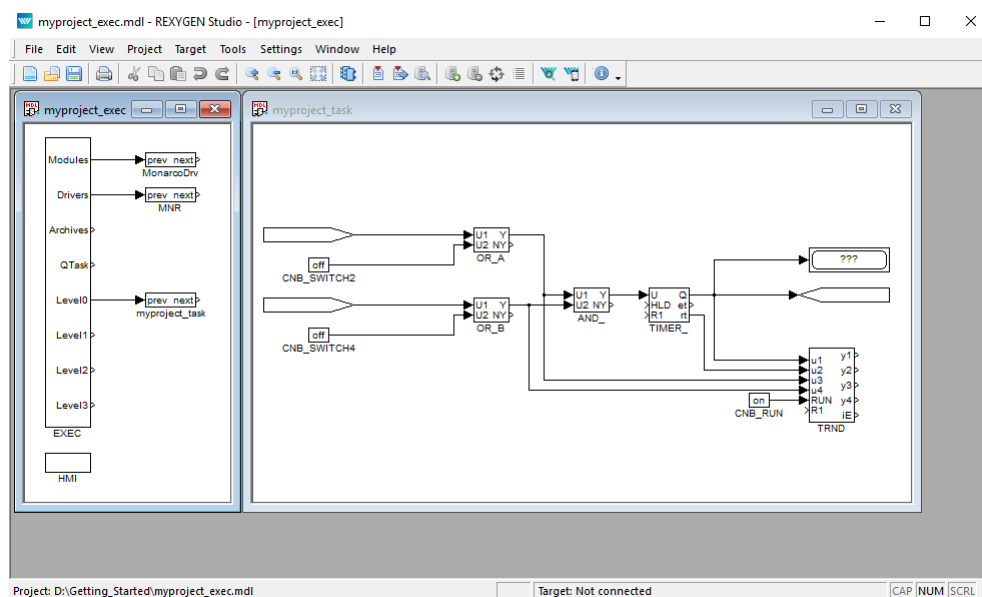 myproject_exec.mdl - REXYGEN Studio - [myproject_exec]
File Edit View Project Target Tools Settings Window Help
myproject_exec
Modules
prev next
MonarcoDrv
Drivers
prev next
MNR
Archives
QTask
Level0
prev next
myproject_task
Level1
Level2
Level3
EXEC
HMI
myproject_task
U1 Y
U2 NY
OR_A
off
CNB_SWITCH2
U1 Y
U2 NY
OR_B
off
CNB_SWITCH4
U1 Y
U2 NY
AND_
U Q
HLD et
R1 rt
TIMER_
???
u1 y1
u2 y2
u3 y3
u4
RUN y4
R1 iE
TRND
on
CNB_RUN
Project: D:\Getting_Started\myproject_exec.mdl
Target: Not connected
CAP NUM SCRL